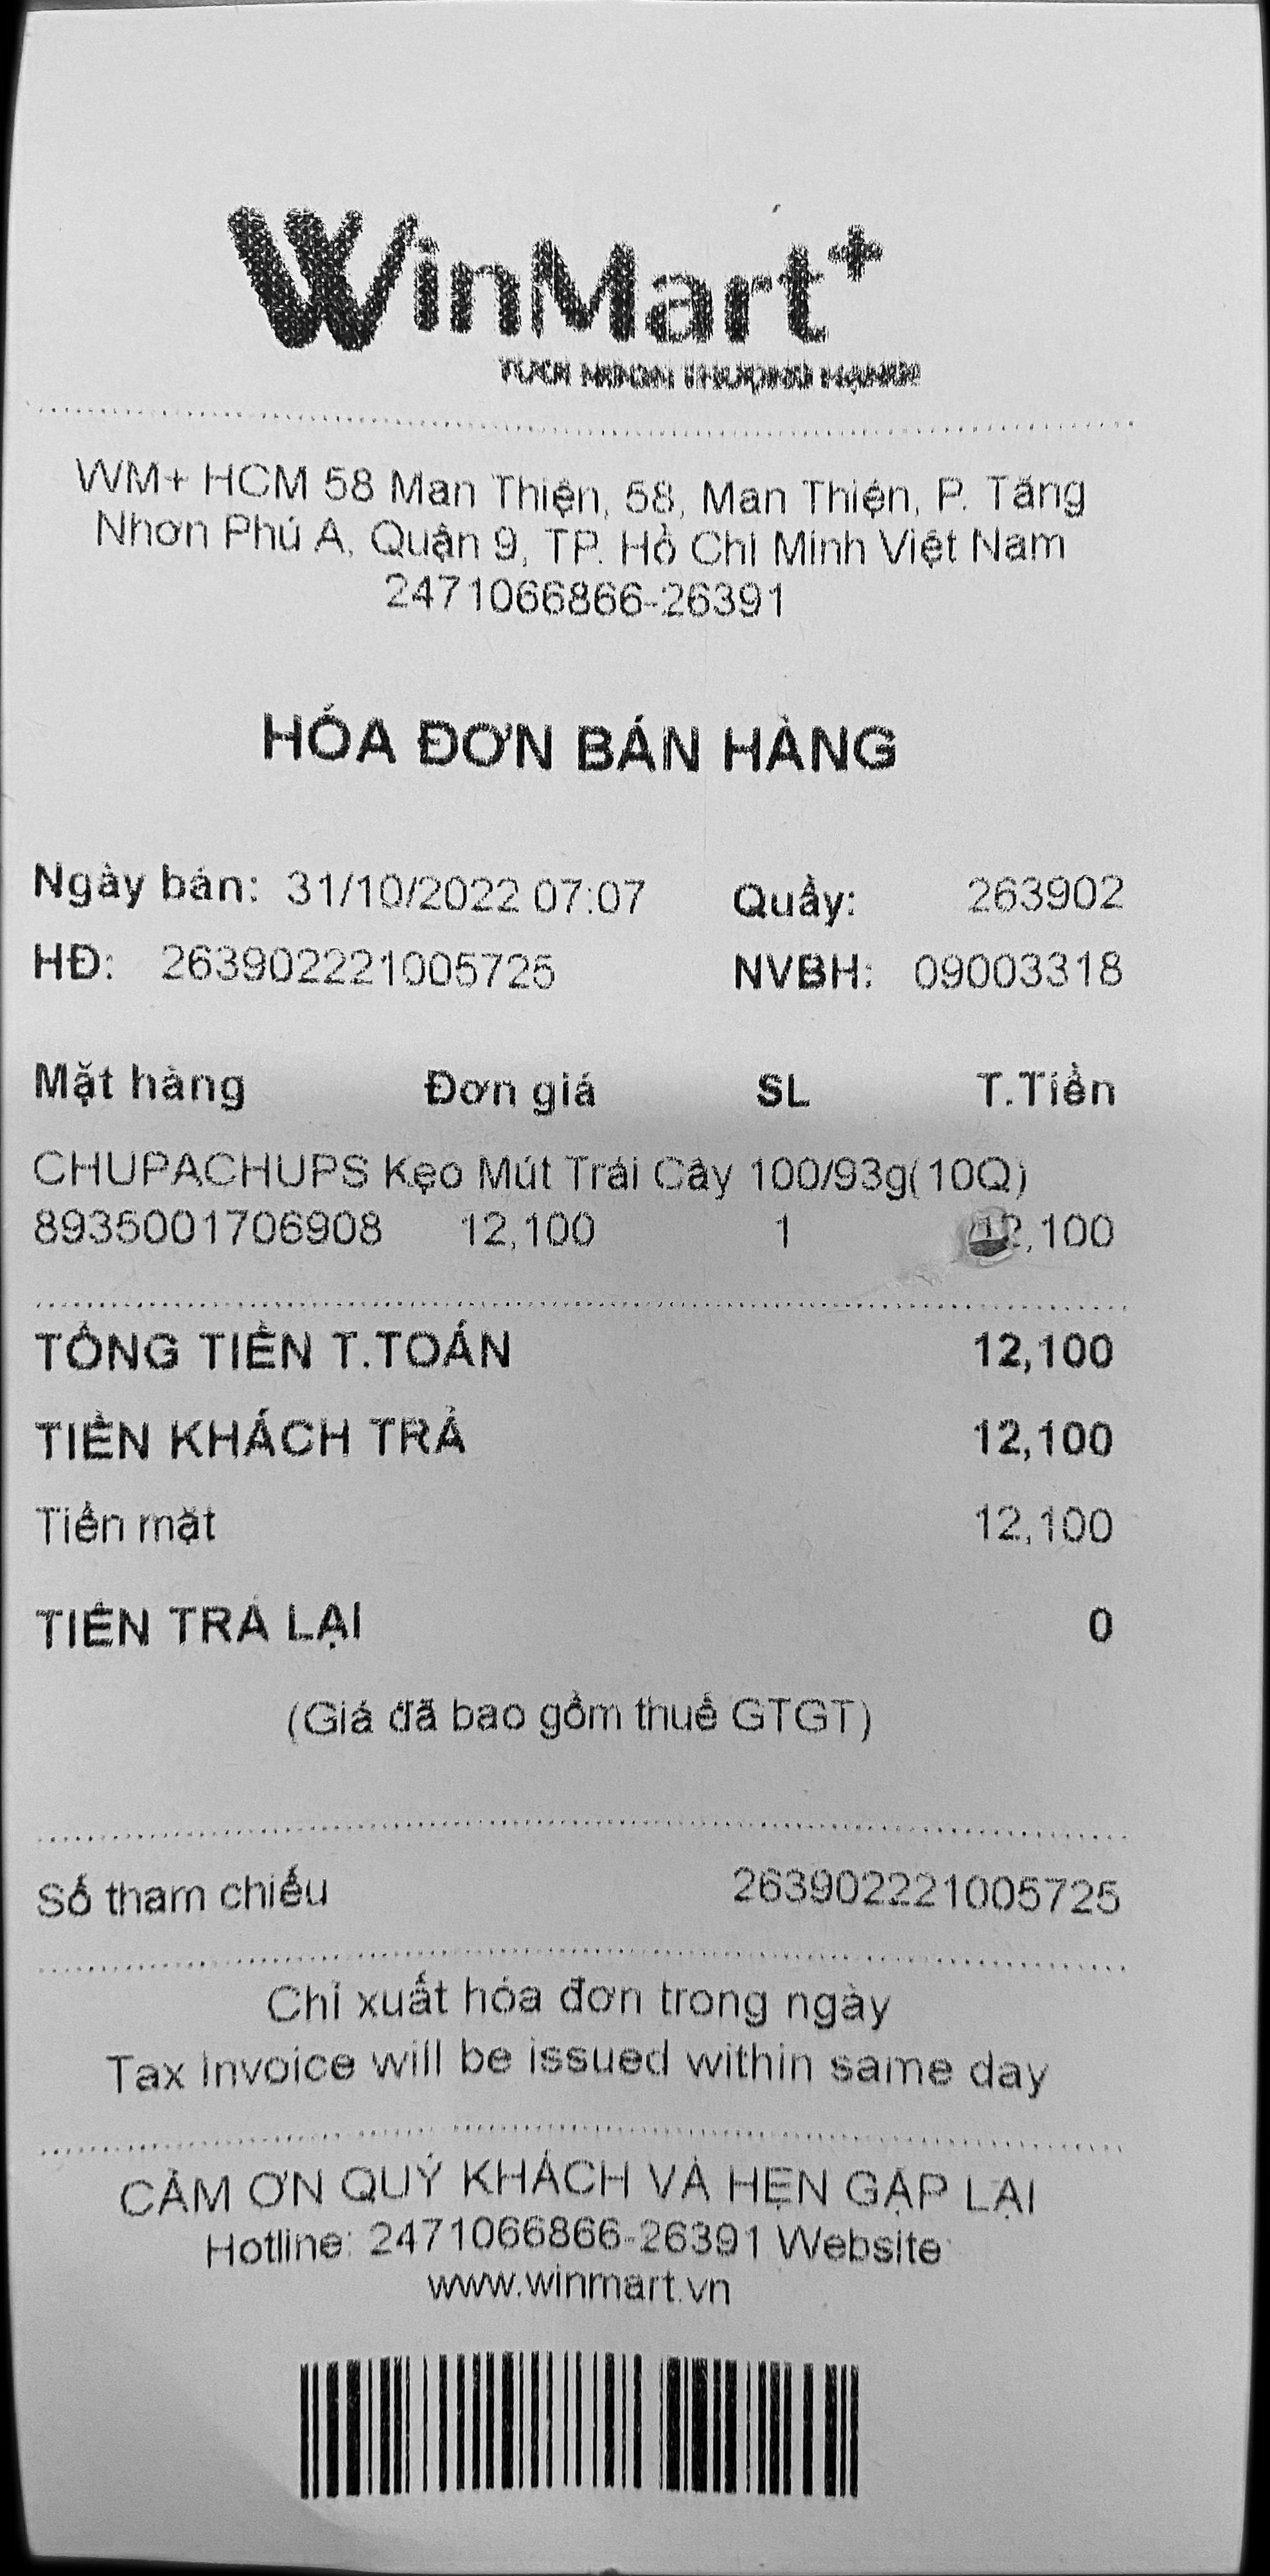 WinMart+
TƯƠI NGON THƯỢNG HẠNG
WM+ HCM 58 Man Thiện, 58, Man Thiện, P. Tăng
Nhơn Phú A, Quận 9, TP. Hồ Chí Minh Việt Nam
2471066866-26391
HÓA ĐƠN BÁN HÀNG
Ngày bán: 31/10/2022 07:07 Quầy: 263902
HĐ: 263902221005725 NVBH: 09003318
Mặt hàng Đơn giá SL T.Tiền
CHUPACHUPS Kẹo Mút Trái Cây 100/93g(10Q)
8935001706908 12,100 1 12,100
TỔNG TIỀN T.TOÁN 12,100
TIỀN KHÁCH TRẢ 12,100
Tiền mặt 12,100
TIỀN TRẢ LẠI 0
(Giá đã bao gồm thuế GTGT)
Số tham chiếu 263902221005725
Chỉ xuất hóa đơn trong ngày
Tax Invoice will be issued within same day
CẢM ƠN QUÝ KHÁCH VÀ HẸN GẶP LẠI
Hotline: 2471066866-26391 Website:
www.winmart.vn